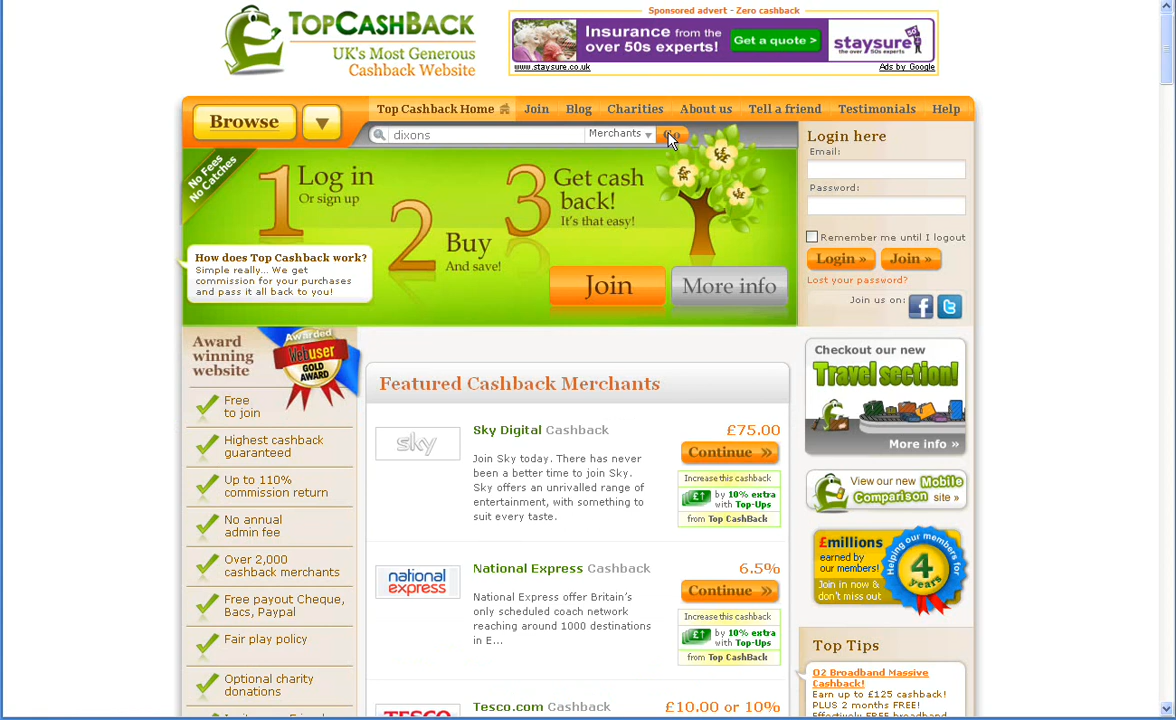 TOPCASHBACK
UK's Most Generous
Cashback Website
Sponsored advert - Zero cashback
Insurance from the
over 50s experts!
Get a quote >
staysure
the over 50s experts
www.staysure.co.uk
Ads by Google
Browse
Top Cashback Home
Join
Blog
Charities
About us
Tell a friend
Testimonials
Help
dixons
Merchants
No Fees
No Catches
1 Log in
Or sign up
2 Buy
And save!
3 Get cash
back!
It's that easy!
How does Top Cashback work?
Simple really... We get
commission for your purchases
and pass it all back to you!
Join
More info
Login here
Email:
Password:
Remember me until I logout
Login »
Join »
Lost your password?
Join us on:
Award
winning
website
Awarded
Webuser
GOLD
AWARD
Free
to join
Highest cashback
guaranteed
Up to 110%
commission return
No annual
admin fee
Over 2,000
cashback merchants
Free payout Cheque,
Bacs, Paypal
Fair play policy
Optional charity
donations
Featured Cashback Merchants
sky
Sky Digital Cashback
£75.00
Join Sky today. There has never
been a better time to join Sky.
Sky offers an unrivalled range of
entertainment, with something to
suit every taste.
Continue »
Increase this cashback
£↑ by 10% extra
with Top-Ups
from Top CashBack
national
express
National Express Cashback
6.5%
National Express offer Britain's
only scheduled coach network
reaching around 1000 destinations
in E...
Continue »
Increase this cashback
£↑ by 10% extra
with Top-Ups
from Top CashBack
TESCO
Tesco.com Cashback
£10.00 or 10%
Checkout our new
Travel section!
More info »
View our new Mobile
Comparison site »
£millions
earned by
our members!
Join in now &
don't miss out
Helping our members for
4
years
Top Tips
O2 Broadband Massive
Cashback!
Earn up to £125 cashback!
PLUS 2 months FREE!
Effectively FREE broadband